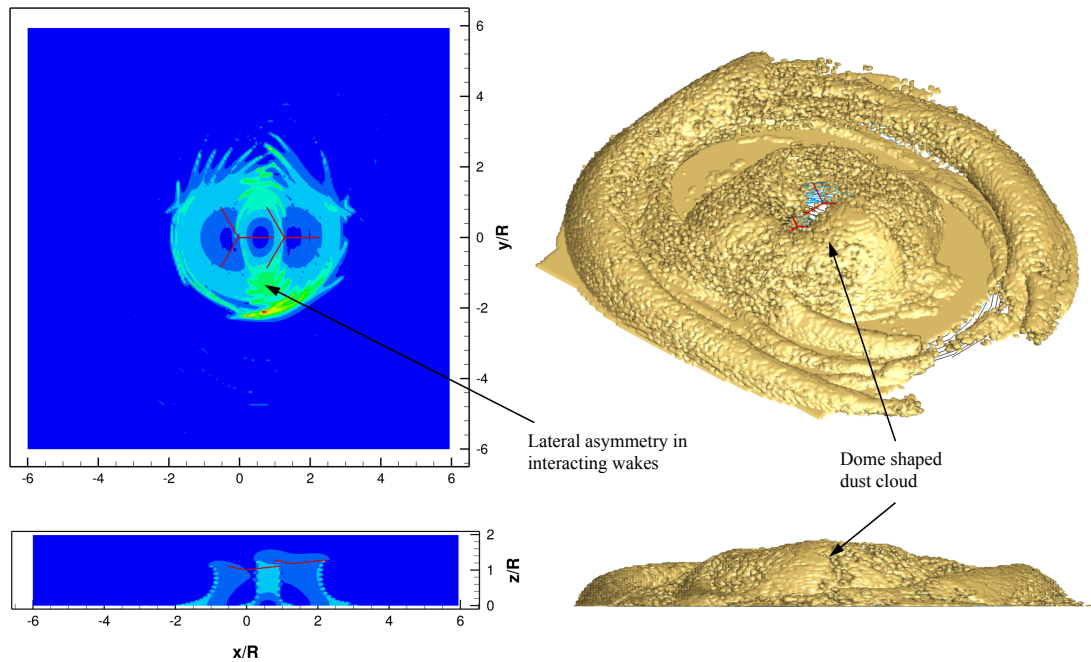 6
4
2
0
-2
-4
-6
y/R
-6 -4 -2 0 2 4 6
Lateral asymmetry in
interacting wakes
Dome shaped
dust cloud
2
1
0
z/R
-6 -4 -2 0 2 4 6
x/R